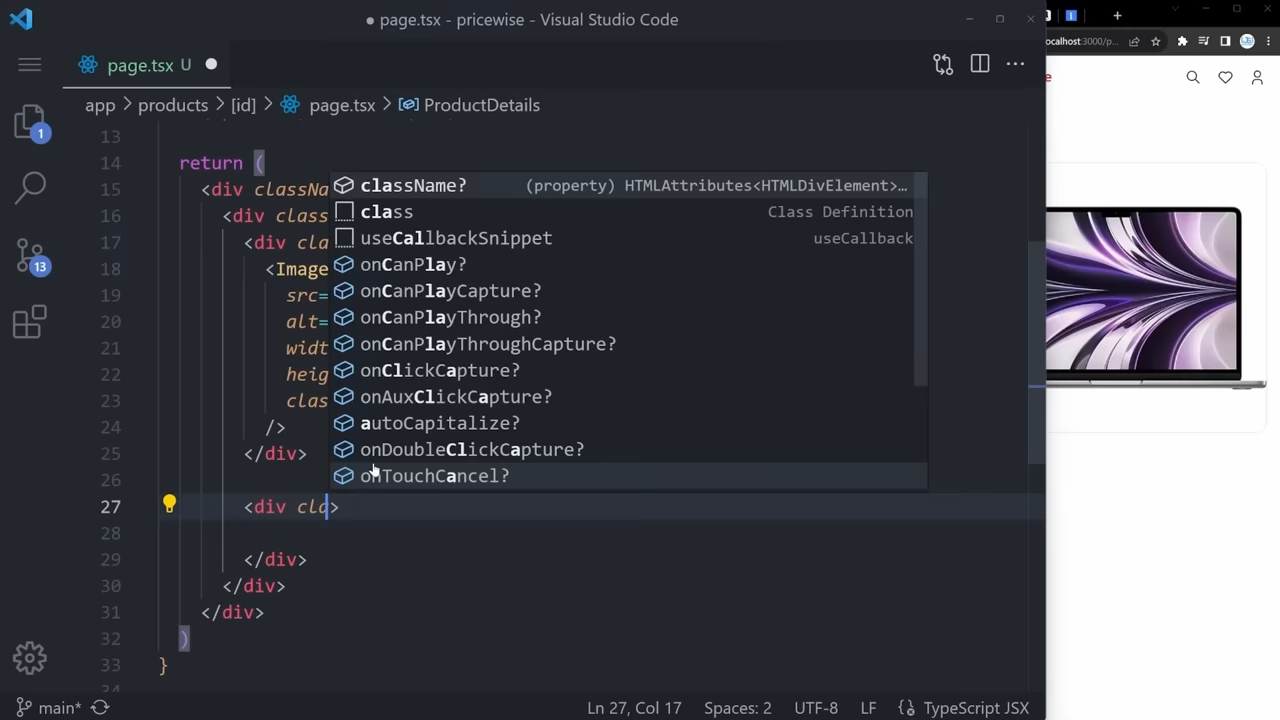 page.tsx - pricewise - Visual Studio Code
page.tsx U
localhost:3000/p...
app > products > [id] > page.tsx > ProductDetails
13
14 return (
15 <div classNa
16 <div class
17 <div cla
18 <Image
19 src=
20 alt=
21 widt
22 heig
23 clas
24 />
25 </div>
26
27 <div cla>
28
29 </div>
30 </div>
31 </div>
32 )
33 }
34
className? (property) HTMLAttributes<HTMLDivElement>…
class Class Definition
useCallbackSnippet useCallback
onCanPlay?
onCanPlayCapture?
onCanPlayThrough?
onCanPlayThroughCapture?
onClickCapture?
onAuxClickCapture?
autoCapitalize?
onDoubleClickCapture?
onTouchCancel?
1
13
main*
Ln 27, Col 17
Spaces: 2
UTF-8
LF
TypeScript JSX